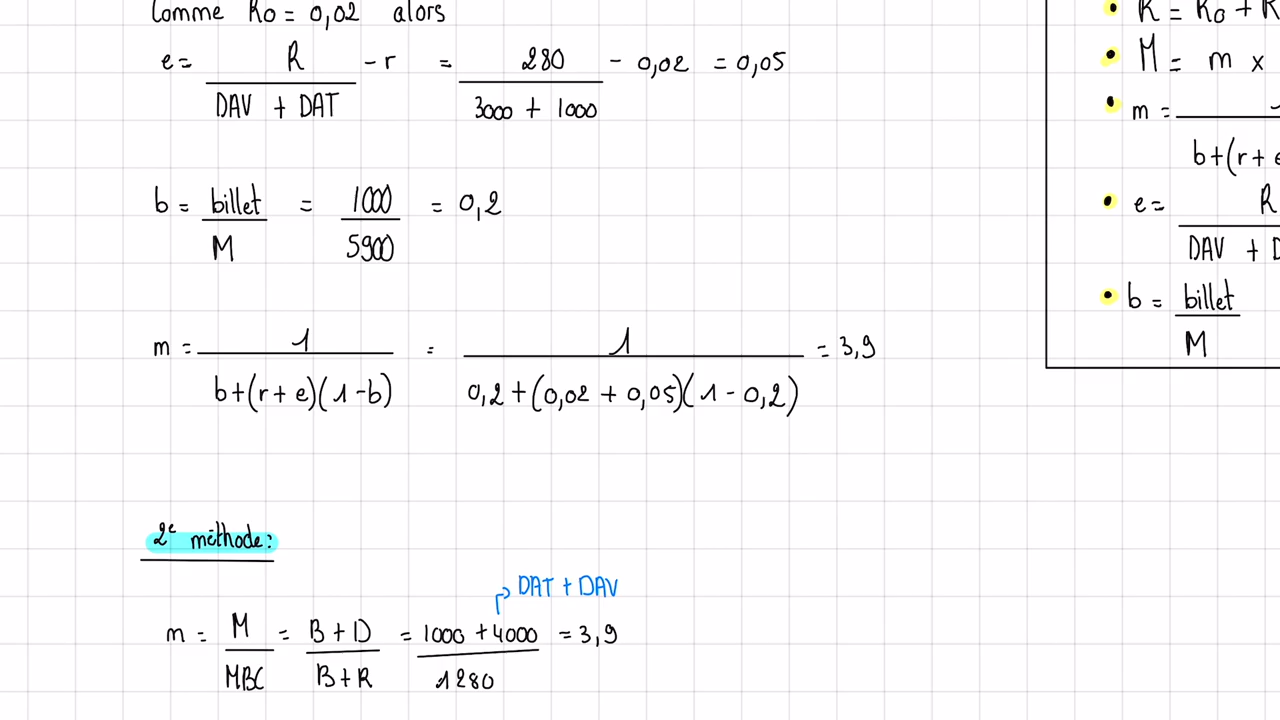 Comme Ro = 0,02 alors
e = R / DAV + DAT - r = 280 / 3000 + 1000 - 0,02 = 0,05
b = billet / M = 1000 / 5900 = 0,2
m = 1 / b+(r+e)(1-b) = 1 / 0,2+(0,02+0,05)(1-0,2) = 3,9
2e méthode:
DAT + DAV
m = M / MBC = B+D / B+R = 1000 + 4000 / 1280 = 3,9
• R = Ro +
• M = m x
• m =
b+(r+
• e = R
DAV +
• b = billet / M